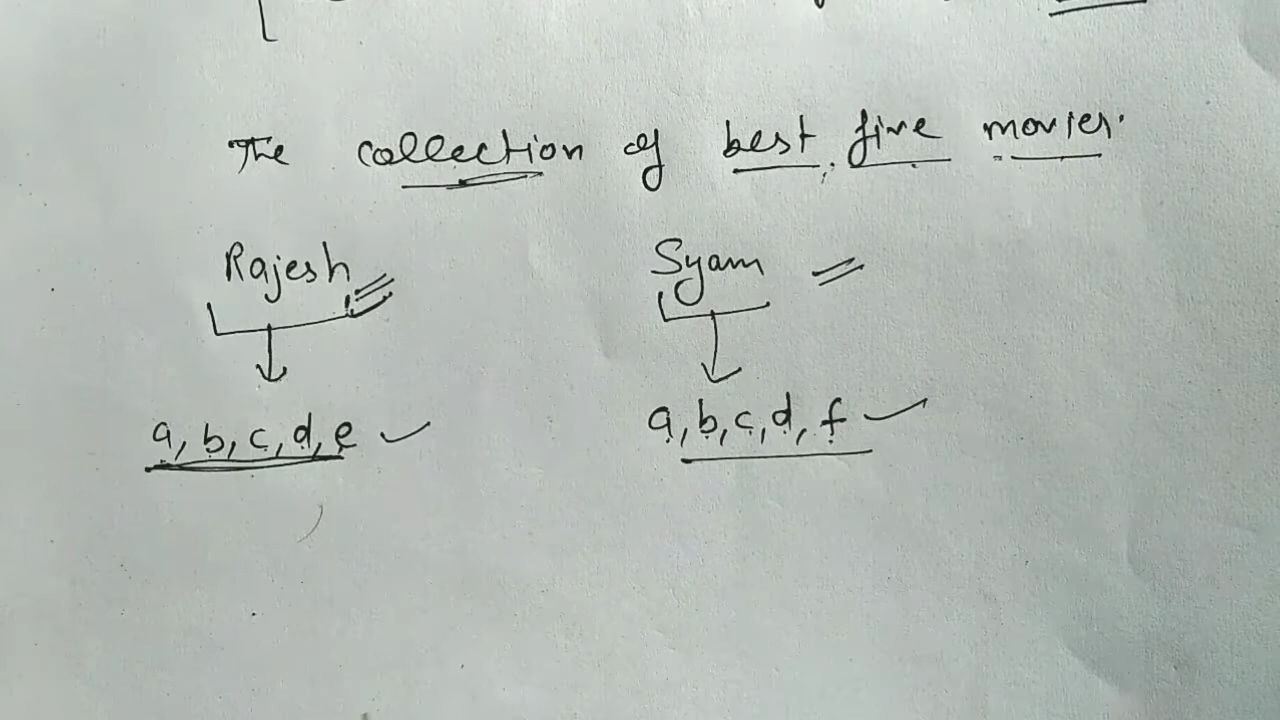 The collection of best five movies.
Rajesh Syam
a, b, c, d, e a, b, c, d, f